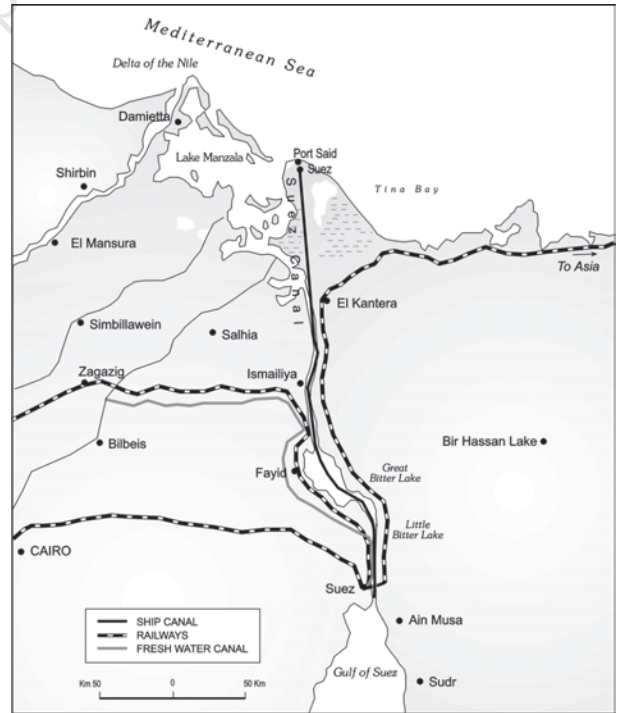 Mediterranean Sea
Delta of the Nile
Damietta
Lake Manzala
Port Said
Suez
Shirbin
Tina Bay
Suez Canal
El Mansura
To Asia
El Kantera
Simbillawein
Salhia
Zagazig
Ismailiya
Bilbeis
Bir Hassan Lake
Fayid
Great
Bitter Lake
Little
Bitter Lake
CAIRO
Suez
Ain Musa
SHIP CANAL
RAILWAYS
FRESH WATER CANAL
Gulf of Suez
Sudr
Km 50
0
50 Km